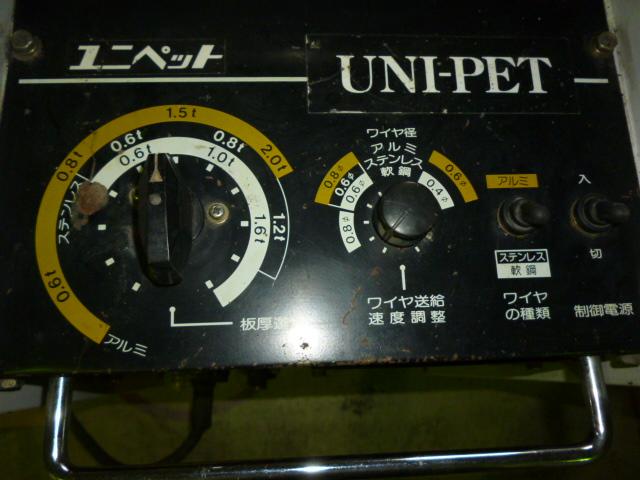 ユニペット
UNI-PET
アルミ
0.6t
0.8t
1.5t
2.0t
ステンレス
0.6t
0.8t
1.2t
0.6t
1.0t
1.6t
板厚
ワイヤ径
アルミ
ステンレス
軟鋼
0.8φ
0.6φ
0.6φ
0.4φ
0.8φ
0.6φ
ワイヤ送給
速度調整
アルミ
ステンレス
軟鋼
ワイヤ
の種類
入
切
制御電源